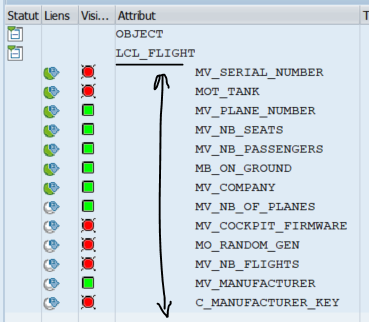 Statut Liens Visi... Attribut T
OBJECT
LCL_FLIGHT
MV_SERIAL_NUMBER
MOT_TANK
MV_PLANE_NUMBER
MV_NB_SEATS
MV_NB_PASSENGERS
MB_ON_GROUND
MV_COMPANY
MV_NB_OF_PLANES
MV_COCKPIT_FIRMWARE
MO_RANDOM_GEN
MV_NB_FLIGHTS
MV_MANUFACTURER
C_MANUFACTURER_KEY